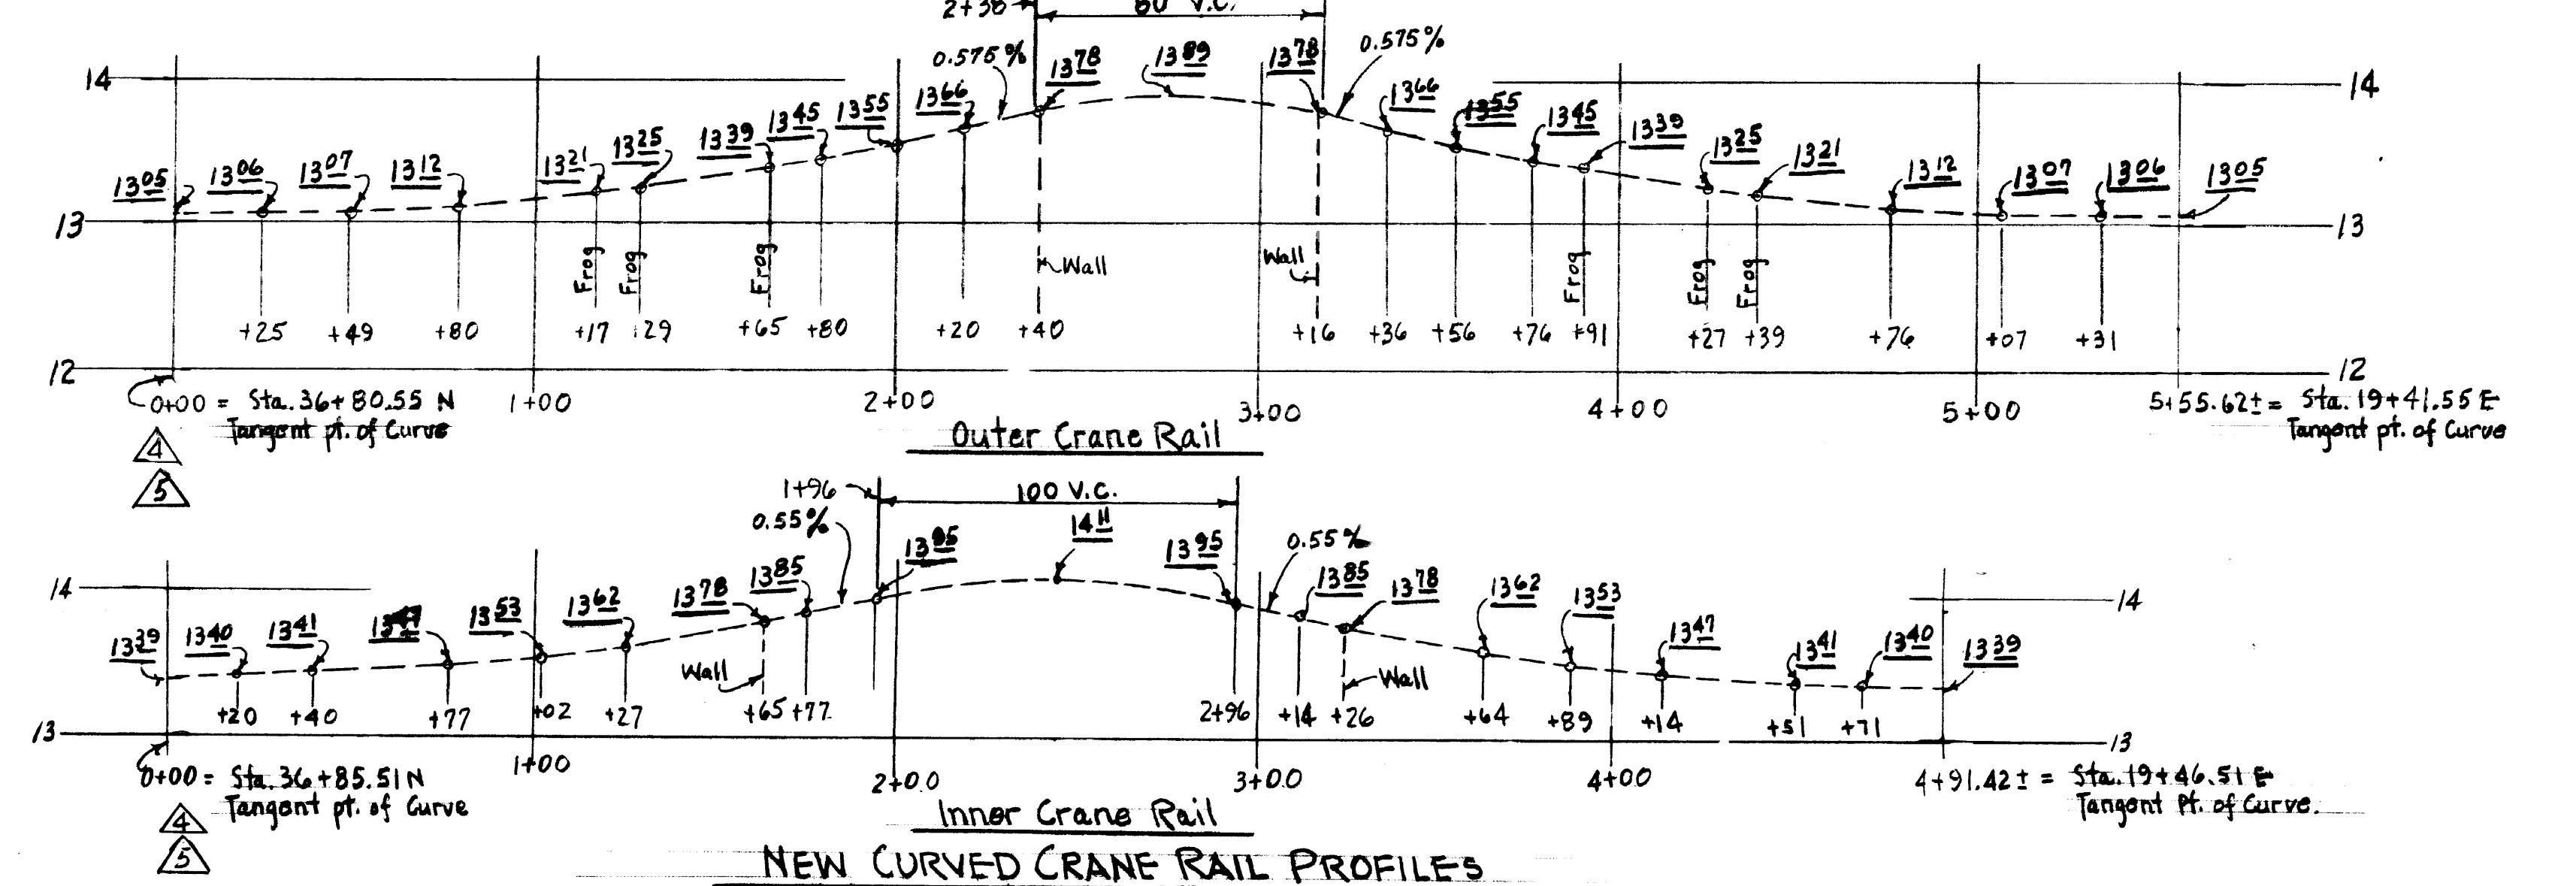 2+38 80' V.C.
0.575% 0.575%
14 13 78 13 89 13 78 14
13 66 13 66
13 55 13 55
13 45 13 45
13 39 13 39
13 25 13 25
13 21 13 21
13 12 13 12
13 07 13 07
13 06 13 06
13 05 13 05
13 Frog Frog Frog Wall Wall Frog Frog Frog 13
+25 +49 +80 +17 +29 +65 +80 +20 +40 +16 +36 +56 +76 +91 +27 +39 +76 +07 +31
12 12
0+00 = Sta. 36+80.55 N 1+00 2+00 3+00 4+00 5+00 5+55.62± = Sta. 19+41.55 E
Tangent pt. of Curve Tangent pt. of Curve
Outer Crane Rail
4
5
1+96 100 V.C.
0.55% 14 11 0.55%
14 13 95 13 95 14
13 85 13 85
13 78 13 78
13 62 13 62
13 53 13 53
13 47 13 47
13 41 13 41
13 40 13 40
13 39 13 39
Wall Wall
+20 +40 +77 +02 +27 +65 +77 2+96 +14 +26 +64 +89 +14 +51 +71
13 13
0+00 = Sta. 36+85.51 N 1+00 2+00 3+00 4+00 4+91.42± = Sta. 19+46.51 E
Tangent pt. of Curve Tangent Pt. of Curve.
Inner Crane Rail
4
5
NEW CURVED CRANE RAIL PROFILES